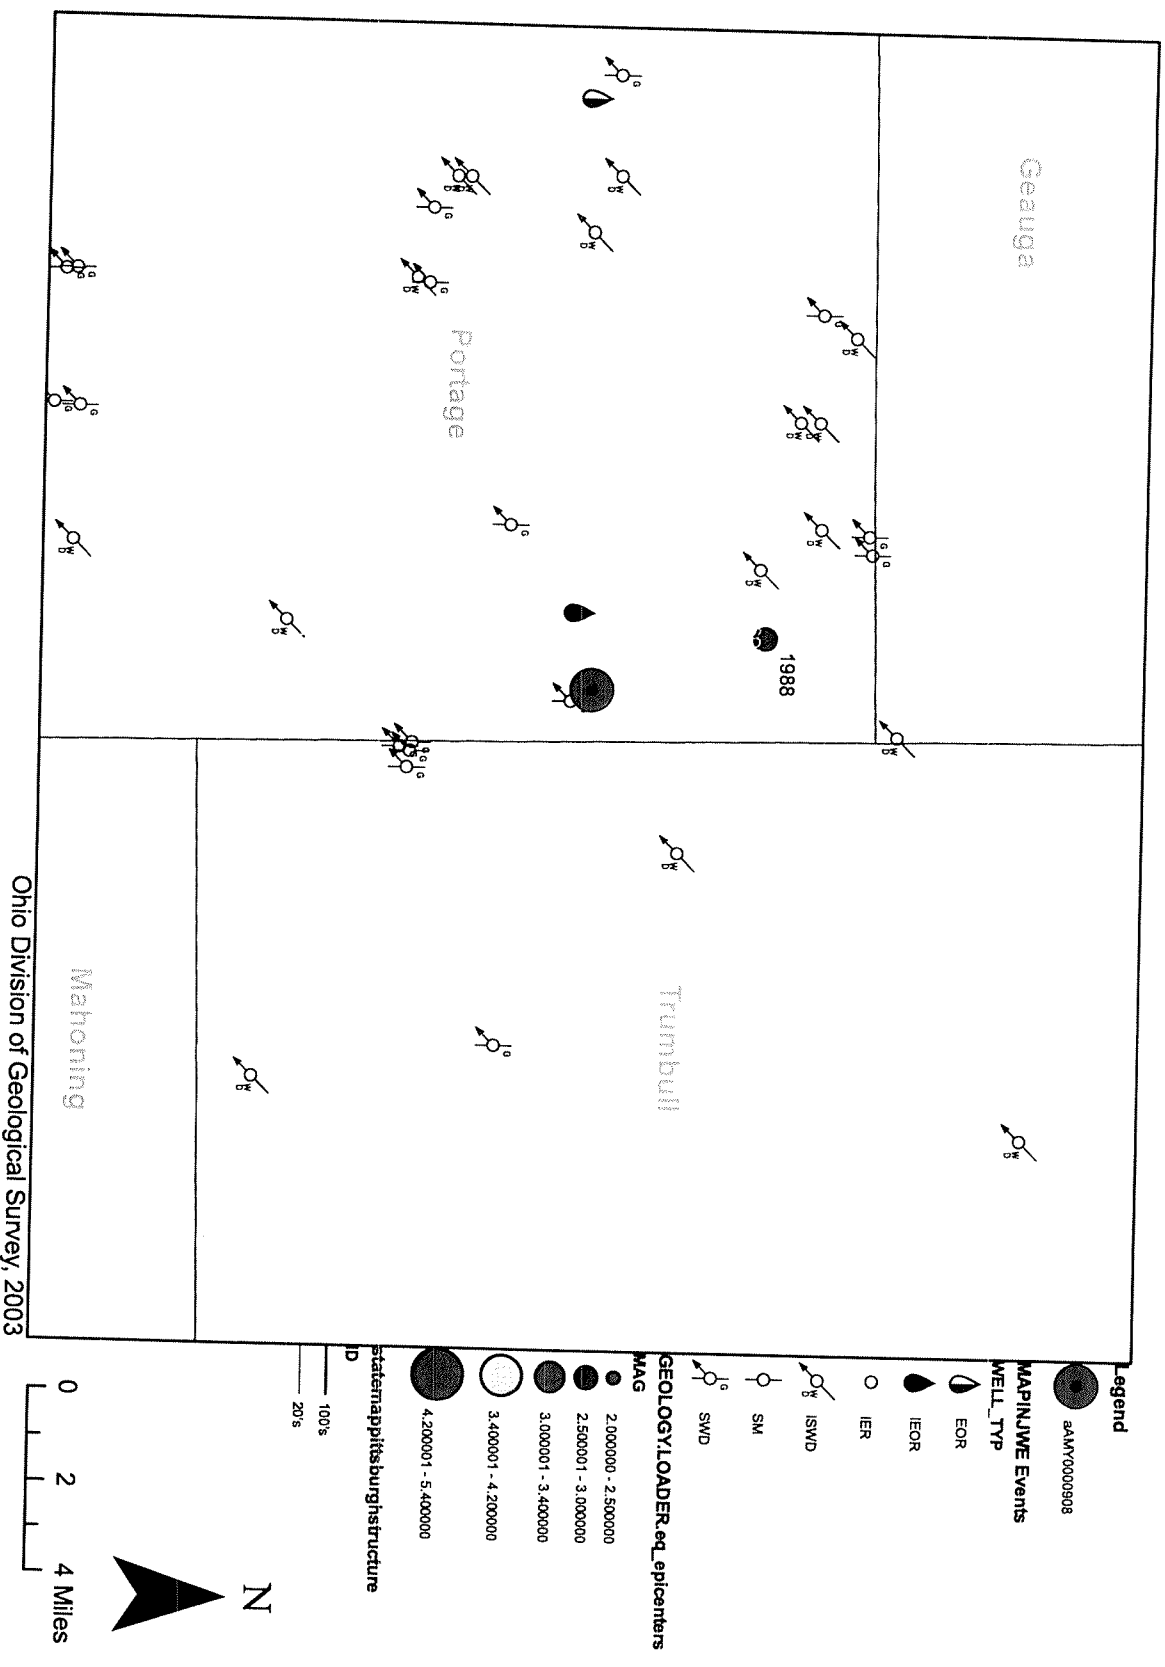 Geauga
Portage
1988
Trumbull
Mahoning
Ohio Division of Geological Survey, 2003
Legend
aAMY0000908
MAPINJWE Events
WELL_TYP
EOR
IEOR
IER
ISWD
SM
SWD
GEOLOGY.LOADER.eq_epicenters
MAG
2.000000 - 2.500000
2.500001 - 3.000000
3.000001 - 3.400000
3.400001 - 4.200000
4.200001 - 5.400000
statemappittsburghstructure
ID
100's
20's
0 2 4 Miles
N